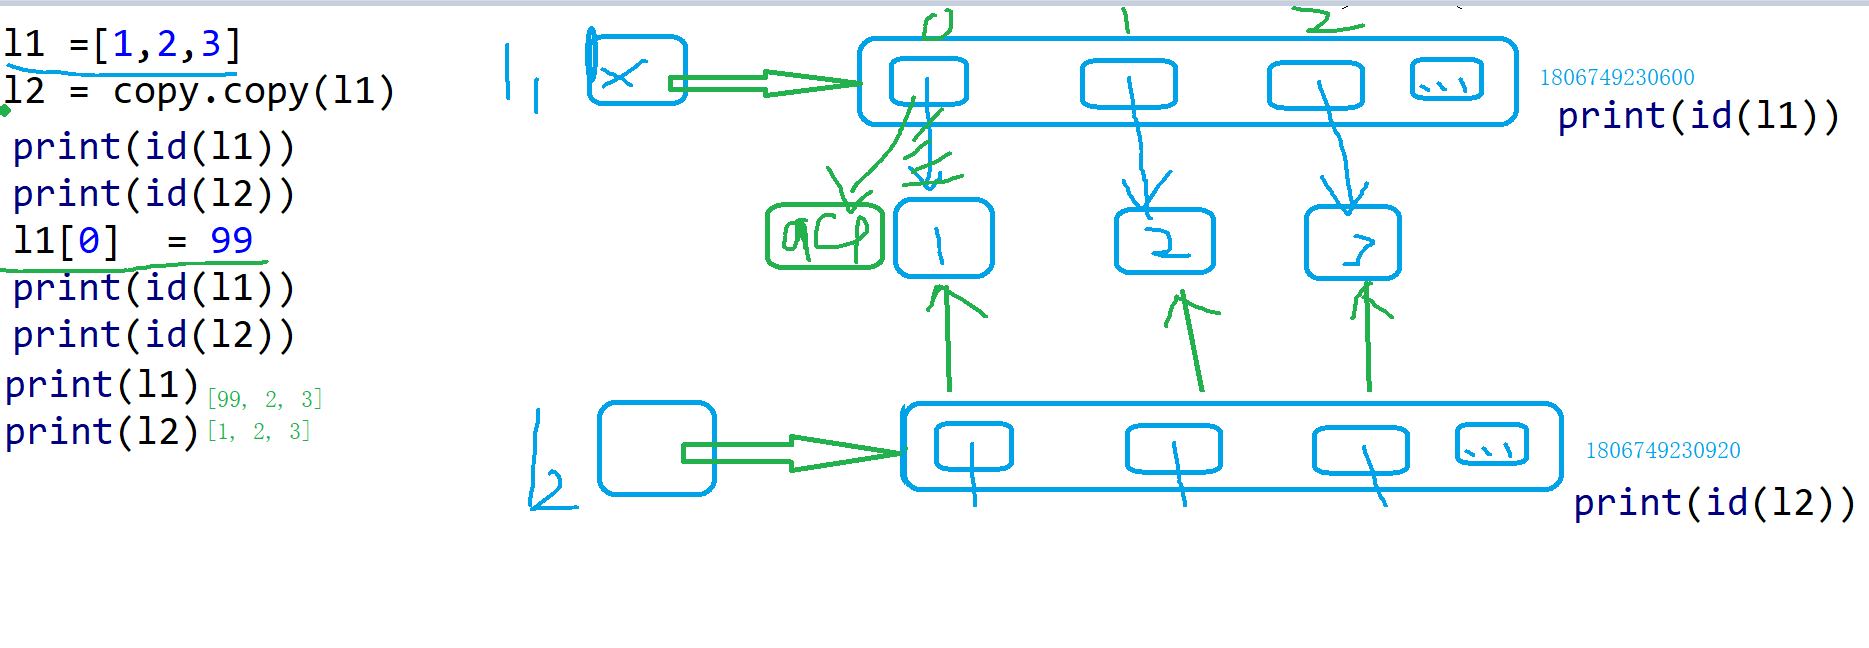 l1 =[1,2,3]
l2 = copy.copy(l1)
print(id(l1))
print(id(l2))
l1[0]  = 99
print(id(l1))
print(id(l2))
print(l1) [99, 2, 3]
print(l2) [1, 2, 3]
0 1 2
l1 x
1806749230600
print(id(l1))
1 2 3
l2
1806749230920
print(id(l2))